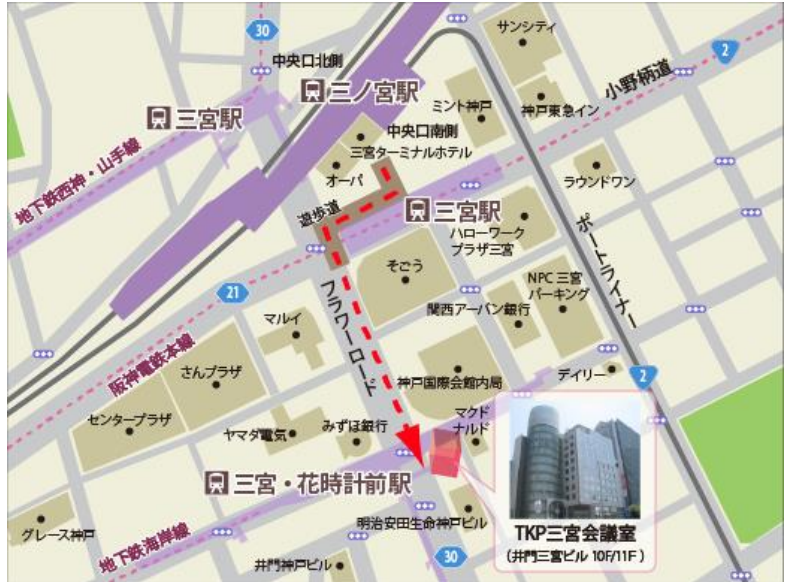 サンシティ
30
中央口北側
2
小野柄道
三ノ宮駅
ミント神戸
神戸東急イン
三宮駅
中央口南側
三宮ターミナルホテル
オーパ
ラウンドワン
地下鉄西神・山手線
遊歩道
三宮駅
ハローワーク
プラザ三宮
ポートライナー
そごう
NPC三宮
パーキング
21
フラワーロード
関西アーバン銀行
マルイ
阪神電鉄本線
さんプラザ
神戸国際会館内局
デイリー
2
センタープラザ
ヤマダ電気
みずほ銀行
マクド
ナルド
三宮・花時計前駅
明治安田生命神戸ビル
TKP三宮会議室
(井門三宮ビル 10F/11F)
グレース神戸
地下鉄海岸線
井門神戸ビル
30